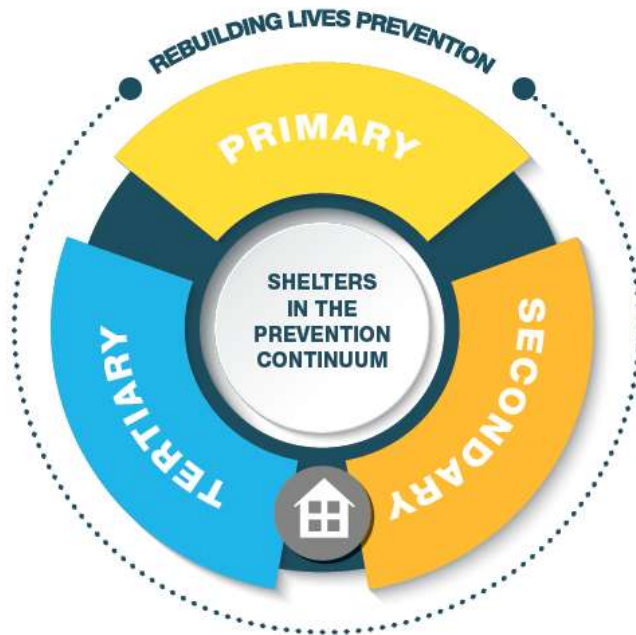 REBUILDING LIVES PREVENTION
PRIMARY
SHELTERS
IN THE
PREVENTION
CONTINUUM
SECONDARY
TERTIARY